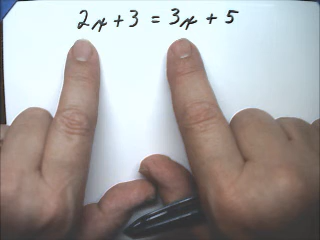 2x+3 = 3x + 5